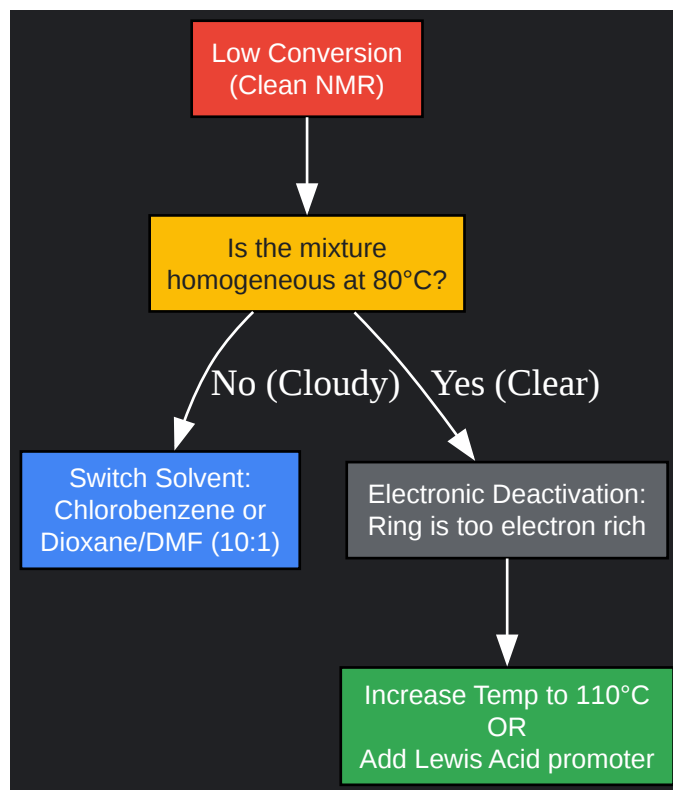 Low Conversion
(Clean NMR)
Is the mixture
homogeneous at 80°C?
No (Cloudy)
Yes (Clear)
Switch Solvent:
Chlorobenzene or
Dioxane/DMF (10:1)
Electronic Deactivation:
Ring is too electron rich
Increase Temp to 110°C
OR
Add Lewis Acid promoter